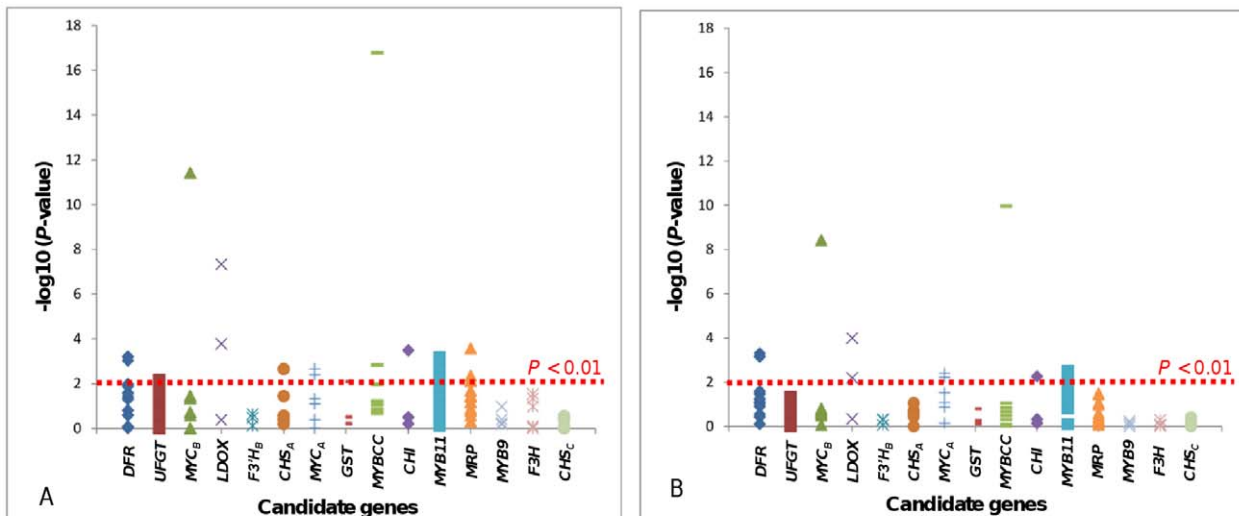 -log10 (P-value)
18
16
14
12
10
8
6
4
2
0
P < 0.01
DFR
UFGT
MYCB
LDOX
F3'HB
CHSA
MYCA
GST
MYBCC
CHI
MYB11
MRP
MYB9
F3H
CHSC
Candidate genes
A
-log10 (P-value)
18
16
14
12
10
8
6
4
2
0
P < 0.01
DFR
UFGT
MYCB
LDOX
F3'HB
CHSA
MYCA
GST
MYBCC
CHI
MYB11
MRP
MYB9
F3H
CHSC
Candidate genes
B